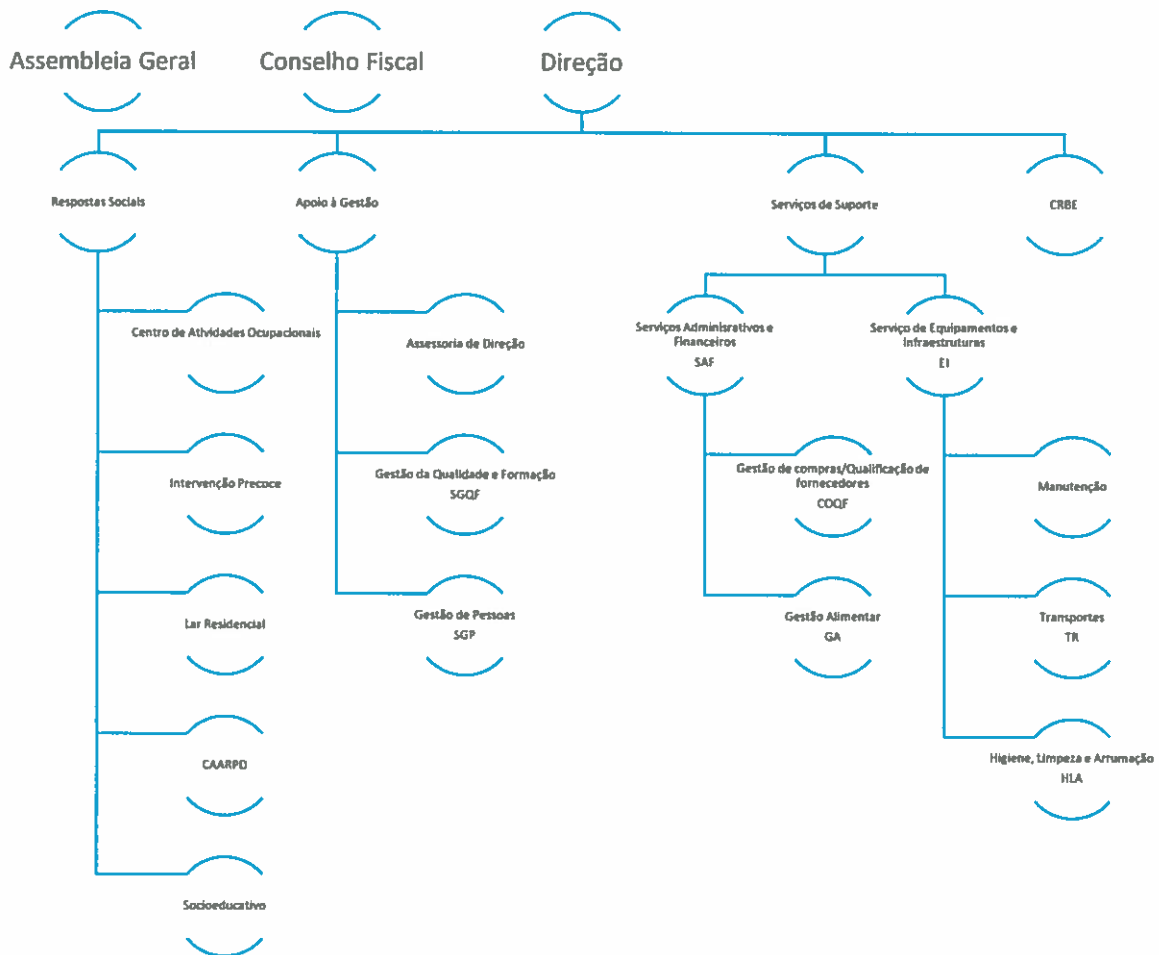 Assembleia Geral
Conselho Fiscal
Direção
Respostas Sociais
Apoio à Gestão
Serviços de Suporte
CRBE
Centro de Atividades Ocupacionais
Assessoria de Direção
Serviços Adminisrativos e
Financeiros
SAF
Serviço de Equipamentos e
Infraestruturas
EI
Intervenção Precoce
Gestão da Qualidade e Formação
SGQF
Gestão de compras/Qualificação de
fornecedores
COQF
Manutenção
Lar Residencial
Gestão de Pessoas
SGP
Gestão Alimentar
GA
Transportes
TR
CAARPD
Higiene, Limpeza e Arrumação
HLA
Socioeducativo